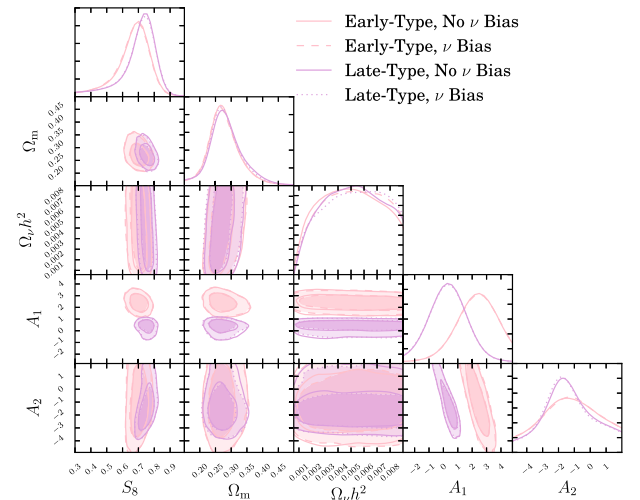 Early-Type, No ν Bias
Early-Type, ν Bias
Late-Type, No ν Bias
Late-Type, ν Bias
Ω_m
0.45
0.40
0.35
0.30
0.25
0.20
Ω_νh²
0.008
0.007
0.006
0.005
0.004
0.003
0.002
0.001
A₁
4
3
2
1
0
−1
−2
A₂
1
0
−1
−2
−3
−4
0.3 0.4 0.5 0.6 0.7 0.8 0.9
0.20 0.25 0.30 0.35 0.40 0.45
0.001 0.002 0.003 0.004 0.005 0.006 0.007 0.008
−2 −1 0 1 2 3 4
−4 −3 −2 −1 0 1
S₈ Ω_m Ω_νh² A₁ A₂